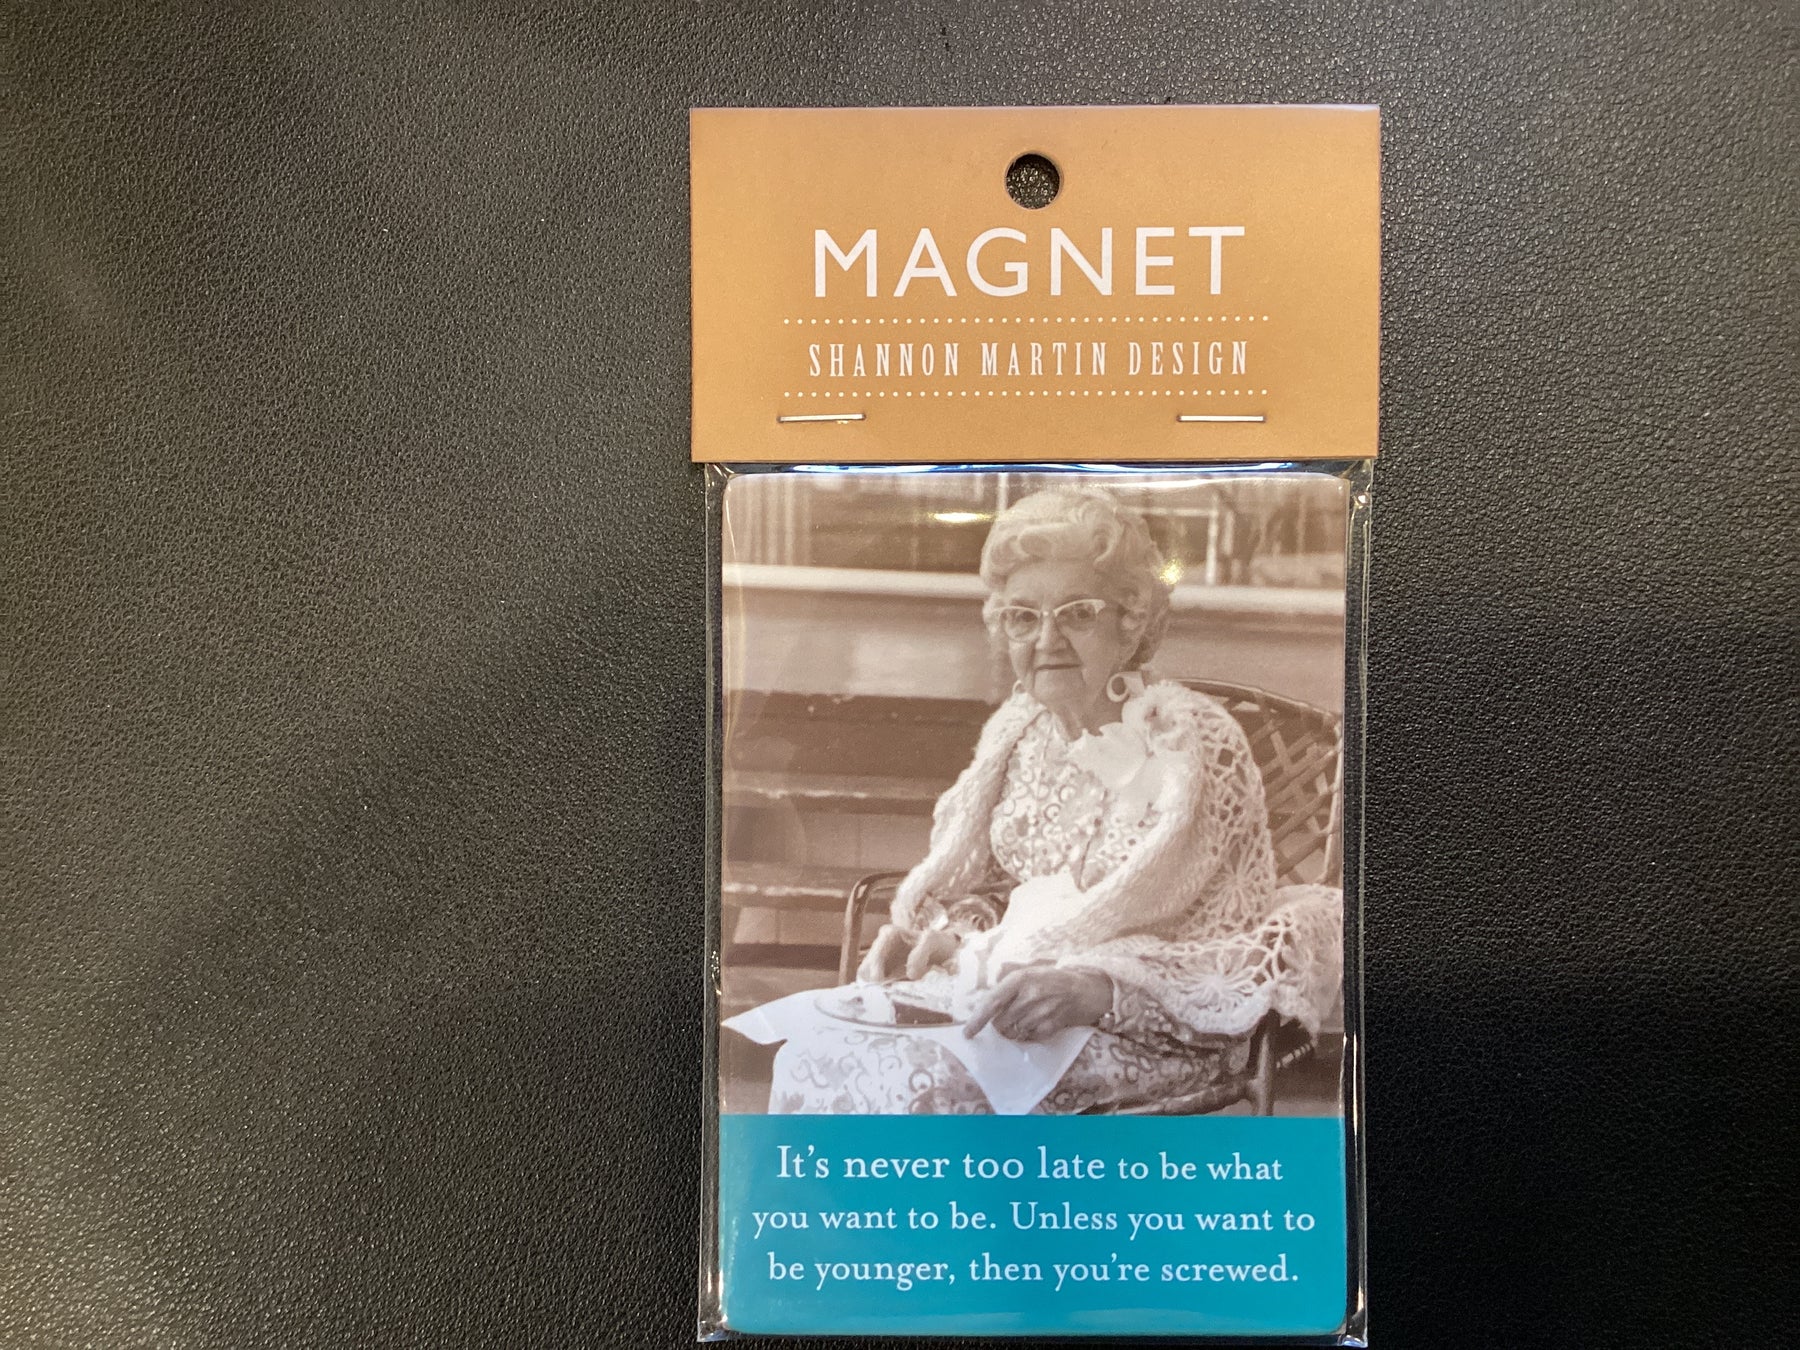 MAGNET
SHANNON MARTIN DESIGN
It's never too late to be what
you want to be. Unless you want to
be younger, then you're screwed.